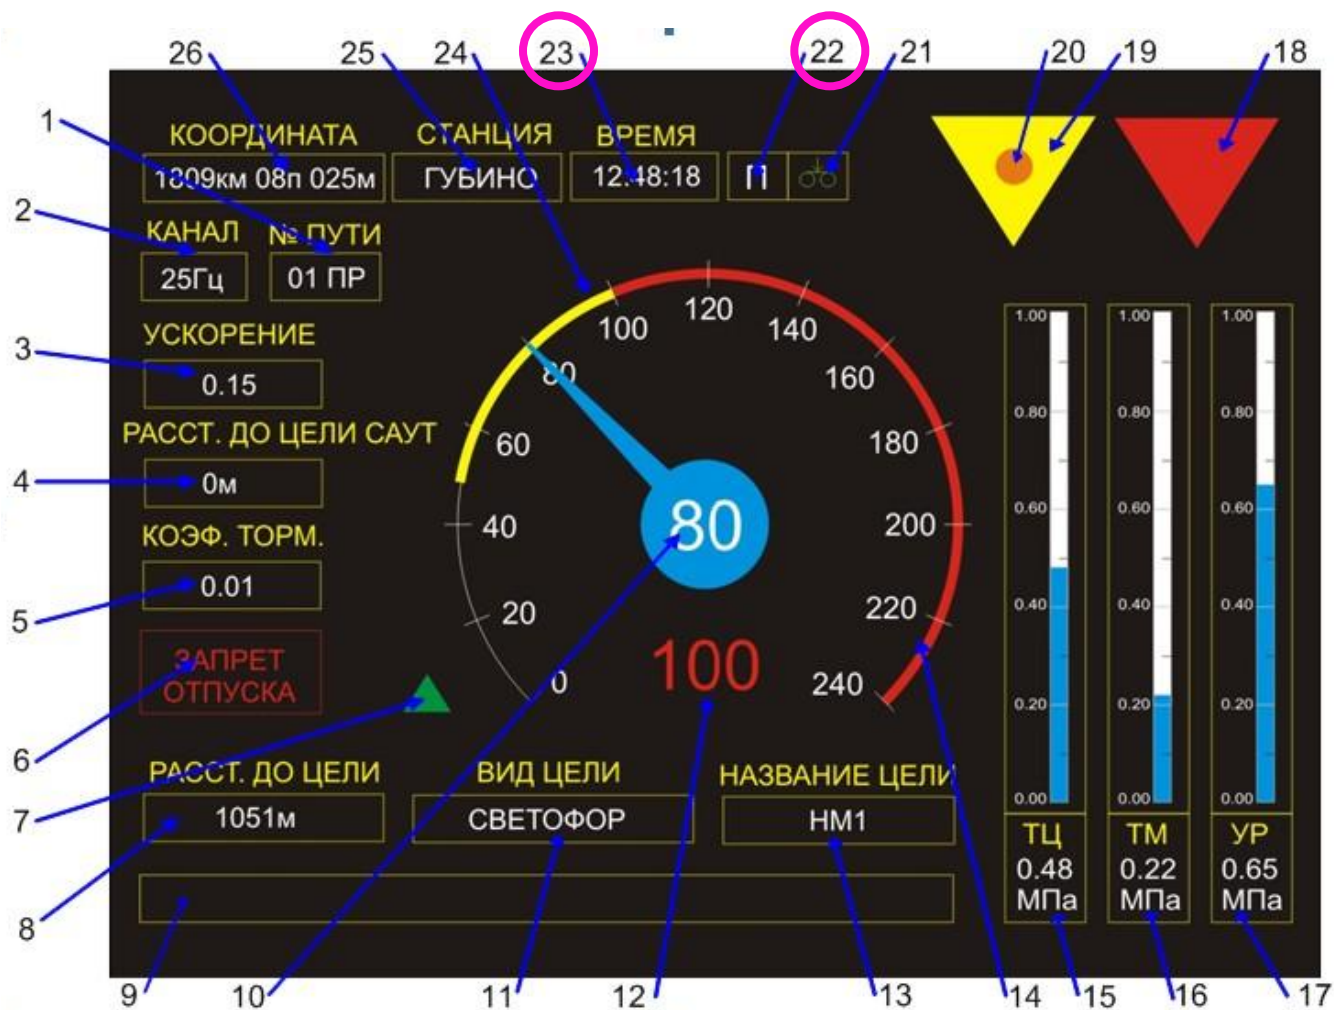 26 25 24 23 22 21 20 19 18
1 КООРДИНАТА СТАНЦИЯ ВРЕМЯ
1809км 08п 025м ГУБИНО 12:48:18 П
2 КАНАЛ № ПУТИ
25Гц 01 ПР
УСКОРЕНИЕ
3 0.15
РАССТ. ДО ЦЕЛИ САУТ
4 0м
КОЭФ. ТОРМ.
5 0.01
ЗАПРЕТ
ОТПУСКА
6
7
0 20 40 60 80 100 120 140 160 180 200 220 240
80
100
1.00 1.00 1.00
0.80 0.80 0.80
0.60 0.60 0.60
0.40 0.40 0.40
0.20 0.20 0.20
0.00 0.00 0.00
ТЦ ТМ УР
0.48 0.22 0.65
МПа МПа МПа
РАССТ. ДО ЦЕЛИ ВИД ЦЕЛИ НАЗВАНИЕ ЦЕЛИ
1051м СВЕТОФОР НМ1
8
9 10 11 12 13 14 15 16 17